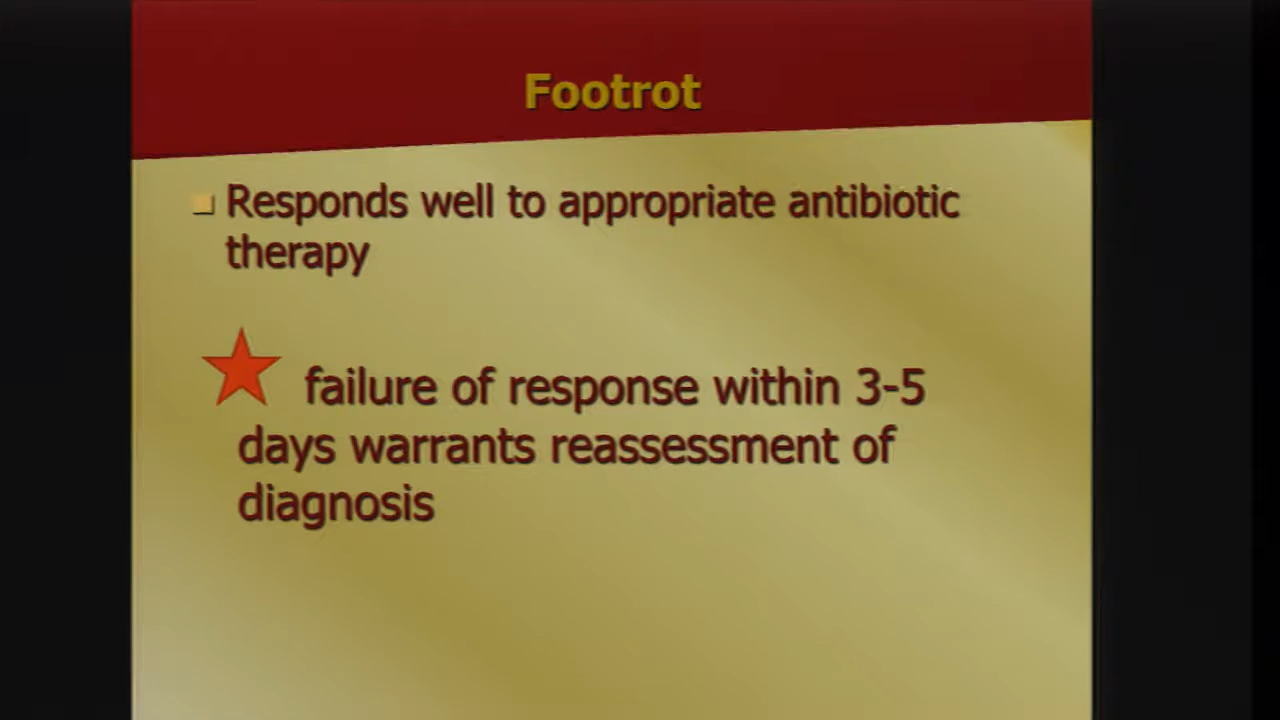 Footrot
Responds well to appropriate antibiotic
therapy
failure of response within 3-5
days warrants reassessment of
diagnosis